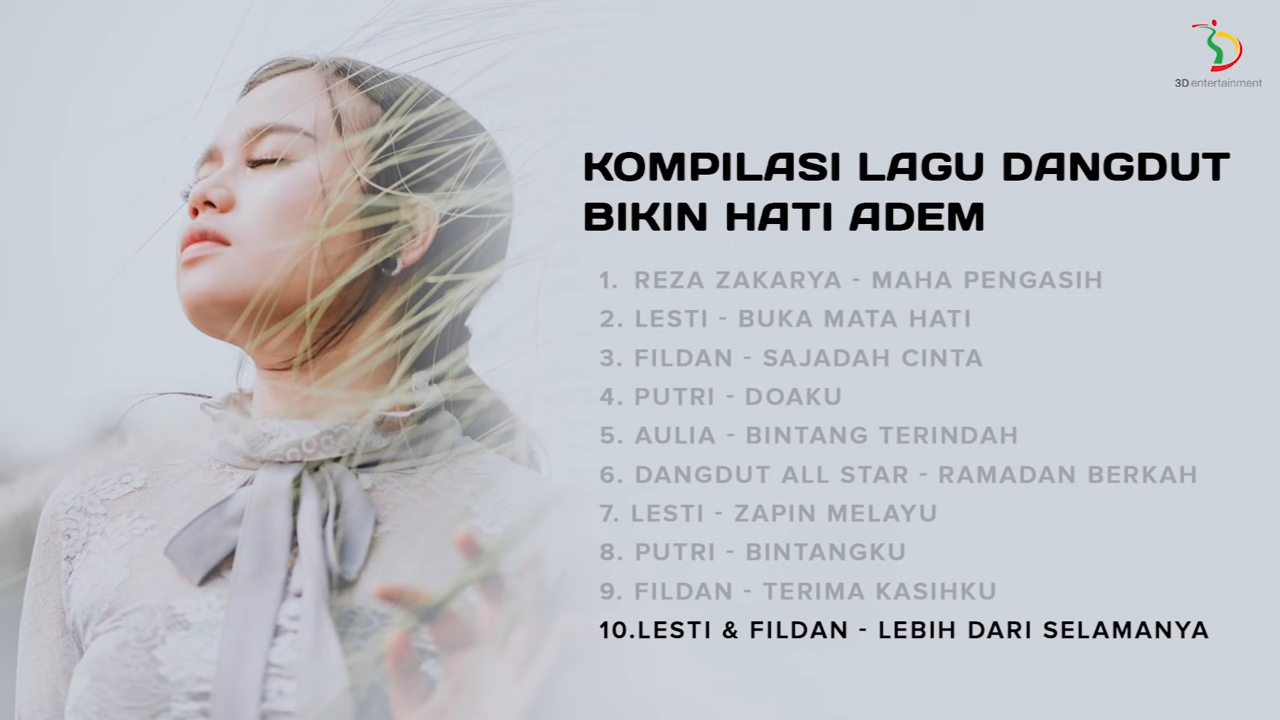 3D entertainment
KOMPILASI LAGU DANGDUT
BIKIN HATI ADEM
1. REZA ZAKARYA - MAHA PENGASIH
2. LESTI - BUKA MATA HATI
3. FILDAN - SAJADAH CINTA
4. PUTRI - DOAKU
5. AULIA - BINTANG TERINDAH
6. DANGDUT ALL STAR - RAMADAN BERKAH
7. LESTI - ZAPIN MELAYU
8. PUTRI - BINTANGKU
9. FILDAN - TERIMA KASIHKU
10.LESTI & FILDAN - LEBIH DARI SELAMANYA